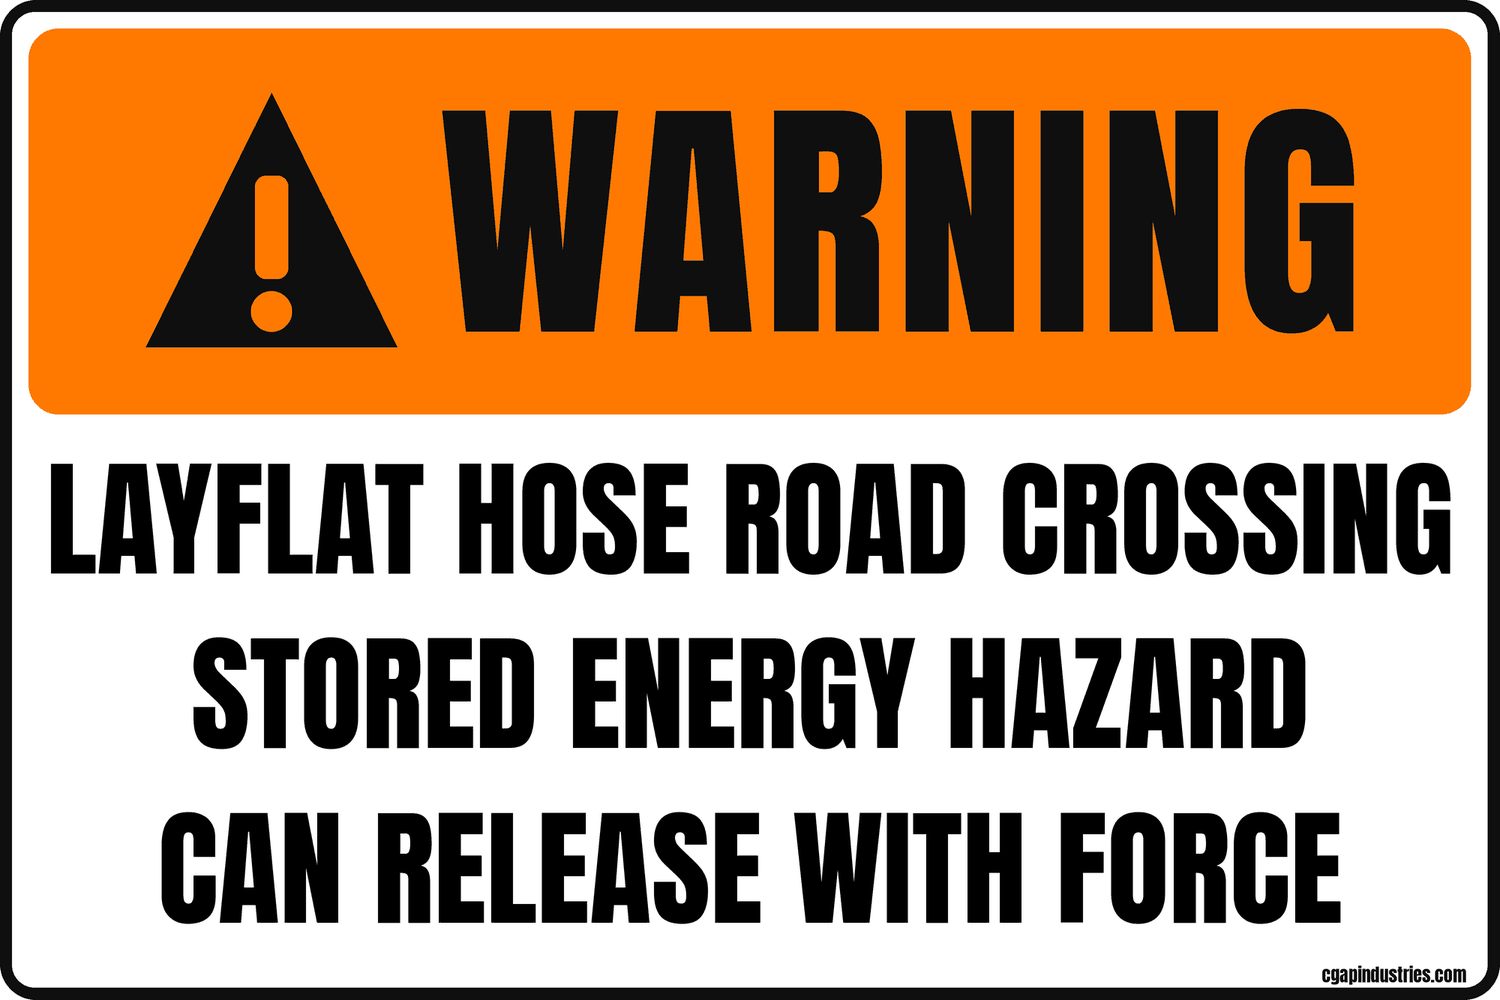 WARNING
LAYFLAT HOSE ROAD CROSSING
STORED ENERGY HAZARD
CAN RELEASE WITH FORCE
cgapindustries.com